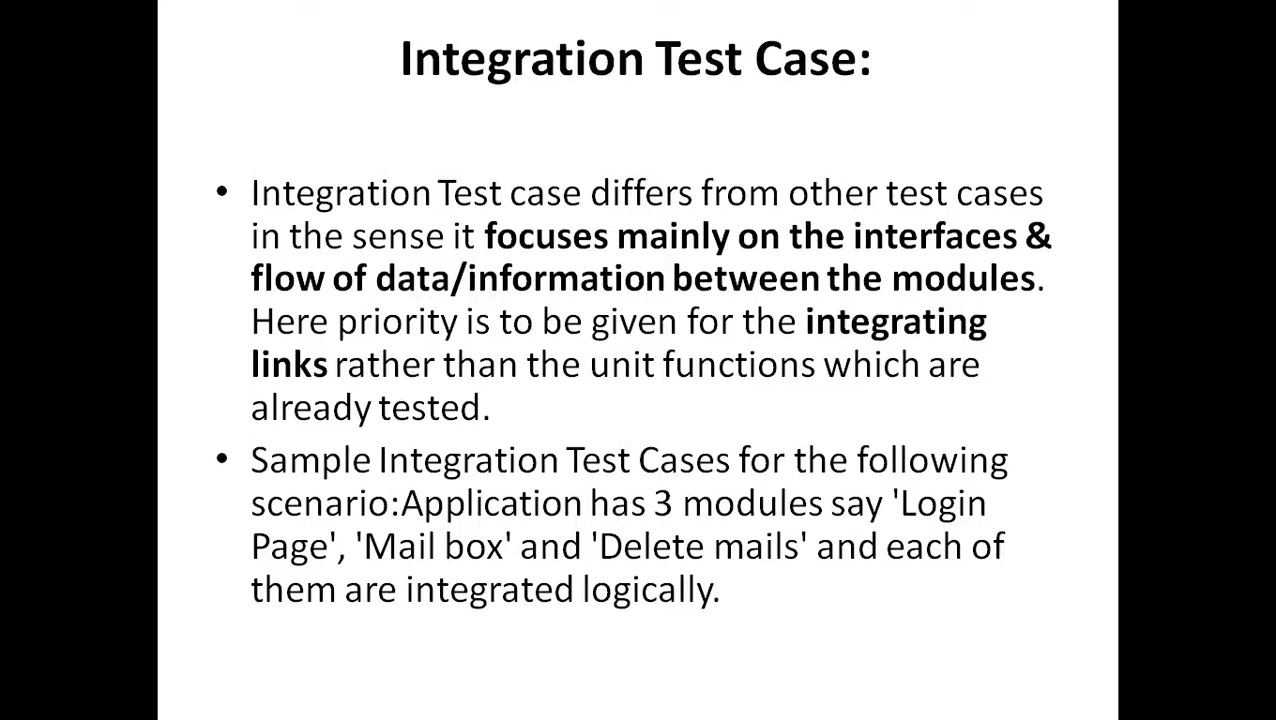 Integration Test Case:
• Integration Test case differs from other test cases
in the sense it focuses mainly on the interfaces &
flow of data/information between the modules.
Here priority is to be given for the integrating
links rather than the unit functions which are
already tested.
• Sample Integration Test Cases for the following
scenario:Application has 3 modules say 'Login
Page', 'Mail box' and 'Delete mails' and each of
them are integrated logically.